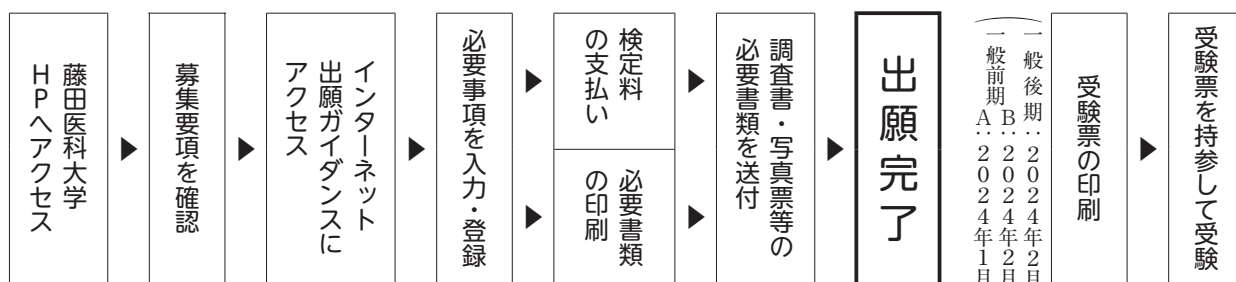 藤田医科大学
HPへアクセス
募集要項を確認
インターネット
出願ガイダンスに
アクセス
必要事項を入力・登録
検定料
の支払い
必要書類
の印刷
調査書・写真票等の
必要書類を送付
出願完了
一般前期A:2024年1月
B:2024年2月
一般後期:2024年2月
受験票の印刷
受験票を持参して受験